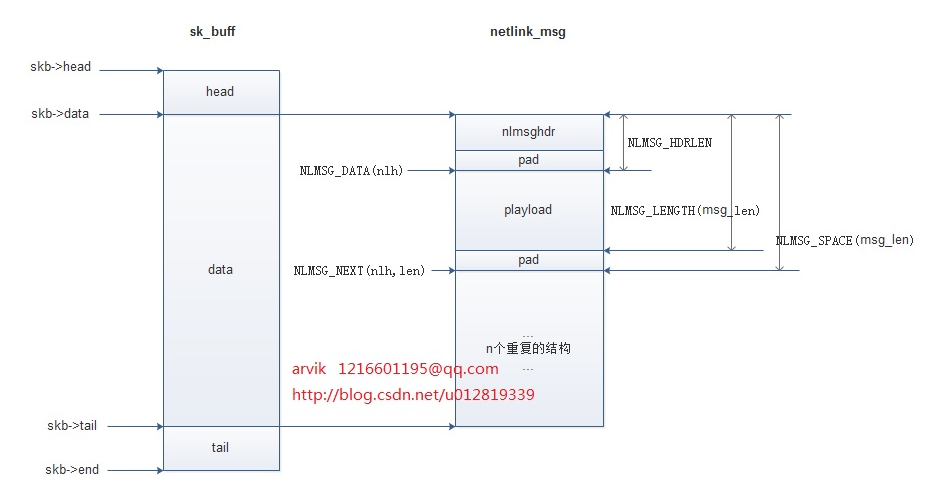 sk_buff
netlink_msg
skb->head
head
skb->data
nlmsghdr
NLMSG_HDRLEN
pad
NLMSG_DATA(nlh)
playload
NLMSG_LENGTH(msg_len)
NLMSG_SPACE(msg_len)
pad
data
NLMSG_NEXT(nlh,len)
...
n个重复的结构
...
arvik 1216601195@qq.com
http://blog.csdn.net/u012819339
skb->tail
tail
skb->end